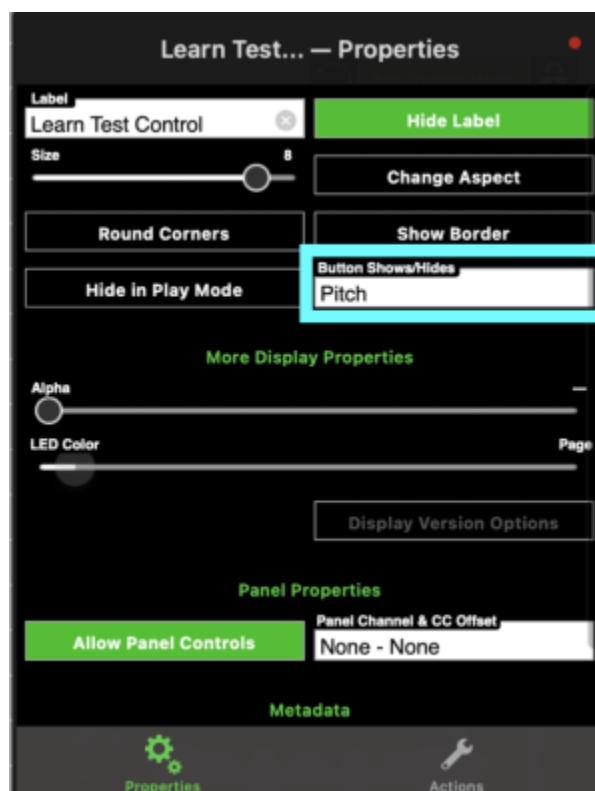 Learn Test... — Properties
Label
Learn Test Control
Hide Label
Size 8
Change Aspect
Round Corners
Show Border
Hide in Play Mode
Button Shows/Hides
Pitch
More Display Properties
Alpha —
LED Color Page
Display Version Options
Panel Properties
Allow Panel Controls
Panel Channel & CC Offset
None - None
Metadata
Properties Actions